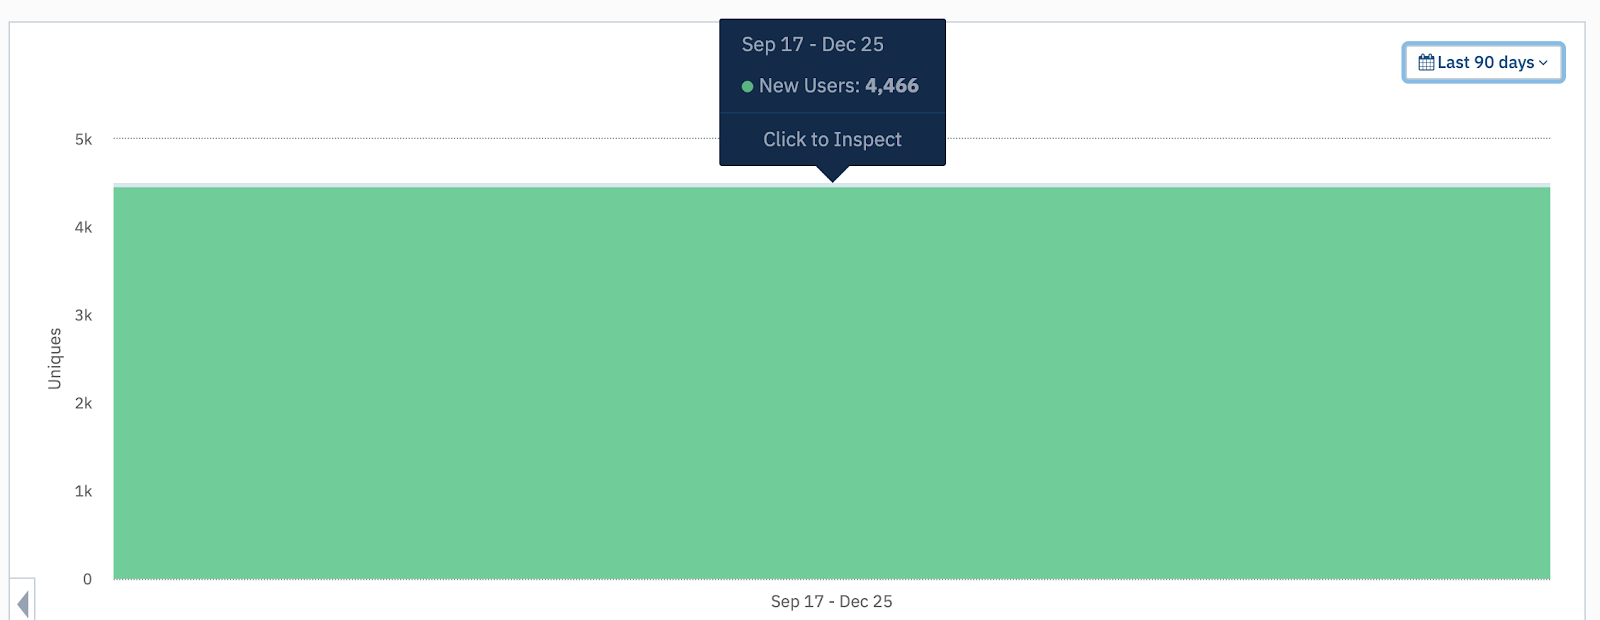 Sep 17 - Dec 25
New Users: 4,466
Click to Inspect
Last 90 days
5k
4k
3k
2k
1k
0
Uniques
Sep 17 - Dec 25